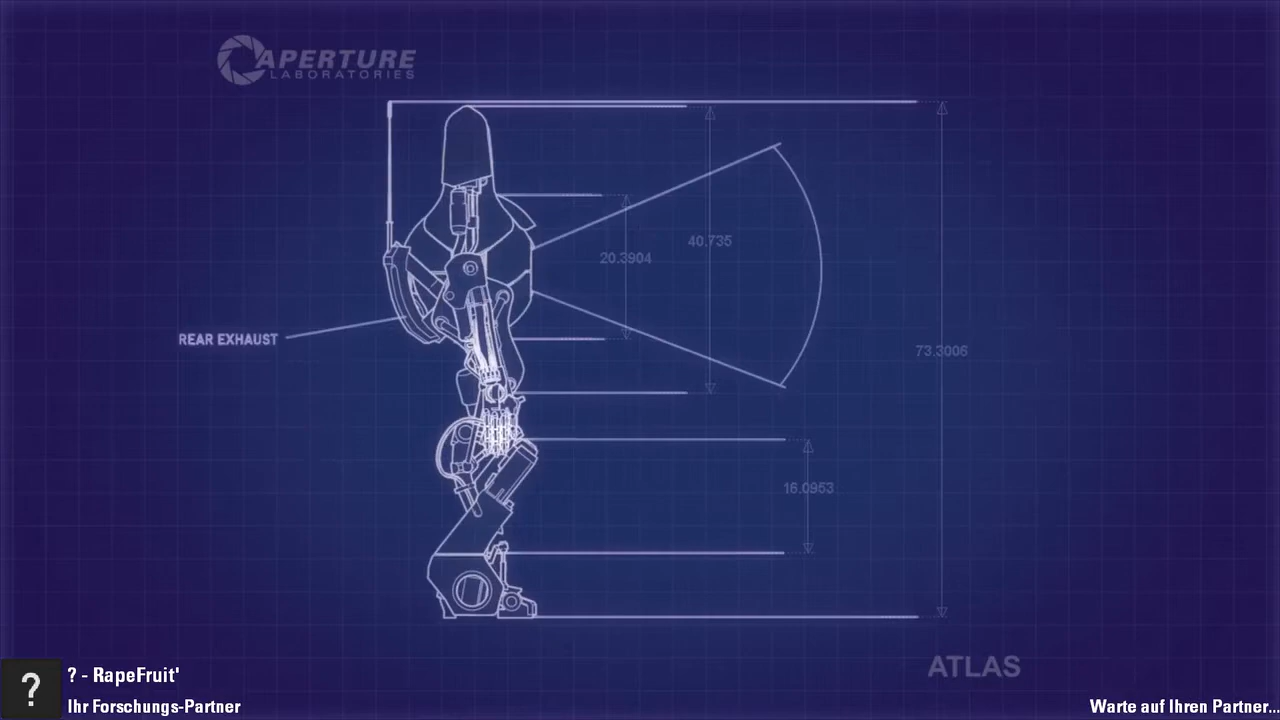 APERTURE
LABORATORIES
20.3904
40.735
REAR EXHAUST
73.3006
16.0953
ATLAS
?
? - RapeFruit'
Ihr Forschungs-Partner
Warte auf Ihren Partner...